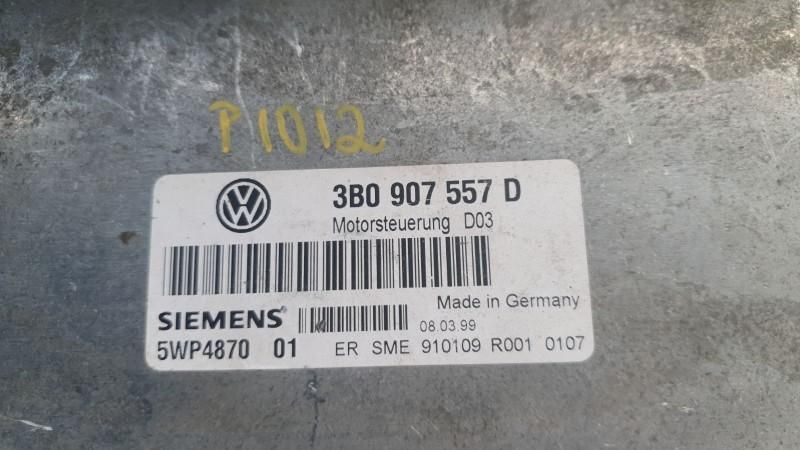 P1012
3B0 907 557 D
Motorsteuerung D03
Made in Germany
SIEMENS 08.03.99
5WP4870 01 ER SME 910109 R001 0107